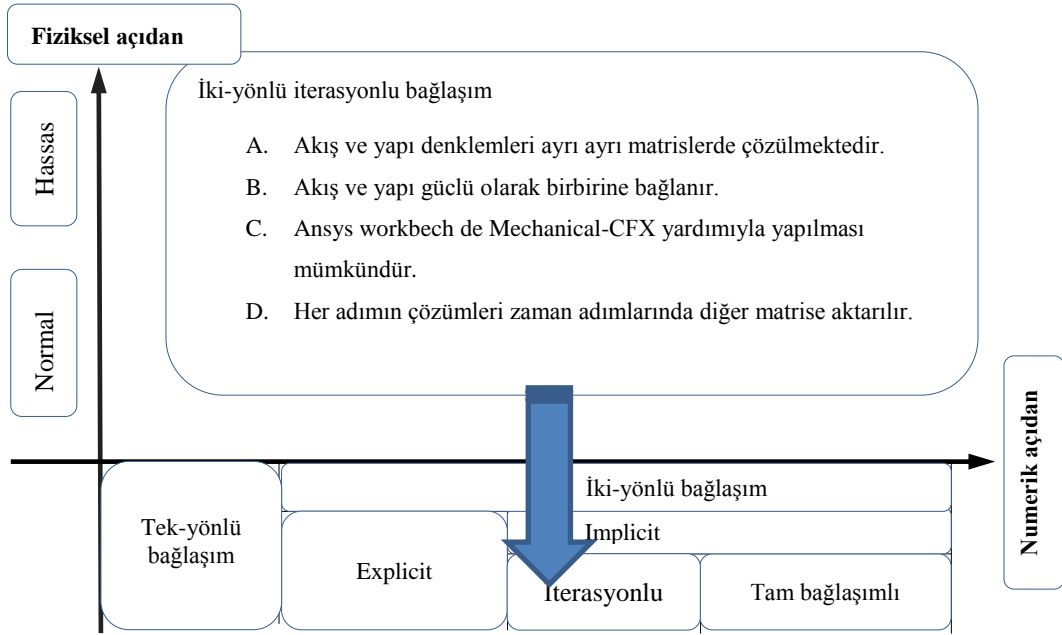 Fiziksel açıdan
Hassas
Normal
İki-yönlü iterasyonlu bağlaşım
A. Akış ve yapı denklemleri ayrı ayrı matrislerde çözülmektedir.
B. Akış ve yapı güclü olarak birbirine bağlanır.
C. Ansys workbech de Mechanical-CFX yardımıyla yapılması
mümkündür.
D. Her adımın çözümleri zaman adımlarında diğer matrise aktarılır.
Numerik açıdan
Tek-yönlü
bağlaşım
İki-yönlü bağlaşım
Implicit
Explicit
İterasyonlu
Tam bağlaşımlı